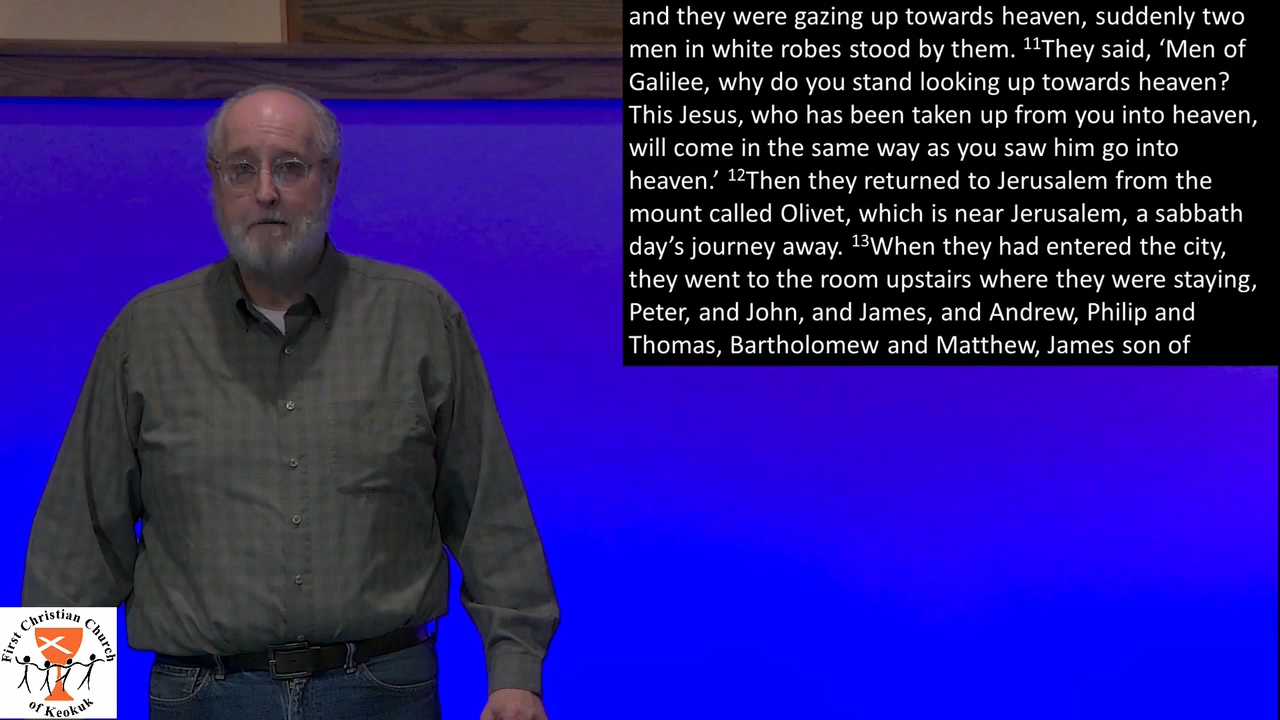 and they were gazing up towards heaven, suddenly two
men in white robes stood by them. ¹¹They said, ‘Men of
Galilee, why do you stand looking up towards heaven?
This Jesus, who has been taken up from you into heaven,
will come in the same way as you saw him go into
heaven.’ ¹²Then they returned to Jerusalem from the
mount called Olivet, which is near Jerusalem, a sabbath
day’s journey away. ¹³When they had entered the city,
they went to the room upstairs where they were staying,
Peter, and John, and James, and Andrew, Philip and
Thomas, Bartholomew and Matthew, James son of
First Christian Church
of Keokuk